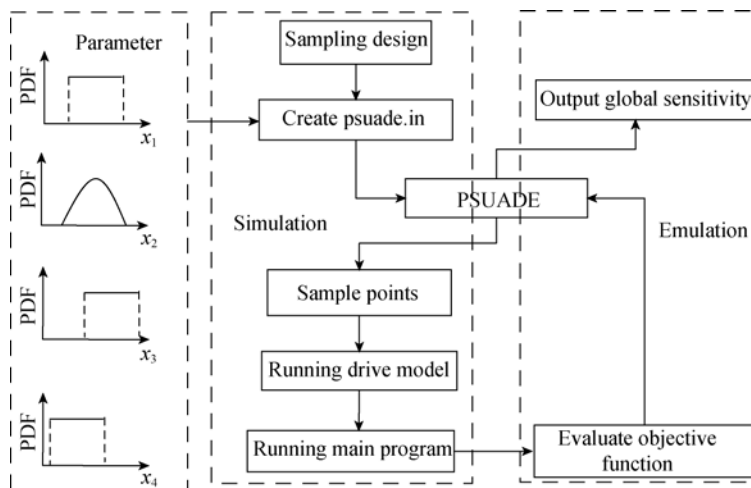 Parameter
PDF
x1
PDF
x2
PDF
x3
PDF
x4
Sampling design
Create psuade.in
Simulation
PSUADE
Sample points
Running drive model
Running main program
Output global sensitivity
Emulation
Evaluate objective
function